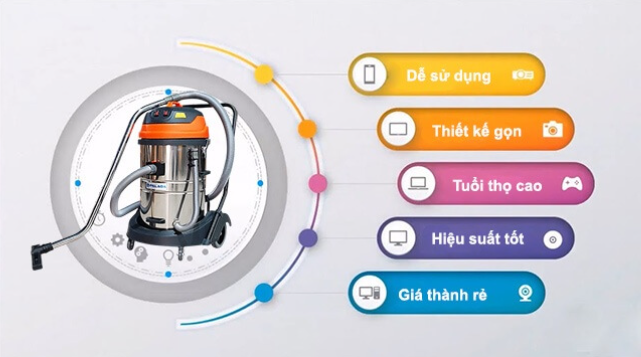 Dễ sử dụng
Thiết kế gọn
Tuổi thọ cao
Hiệu suất tốt
Giá thành rẻ